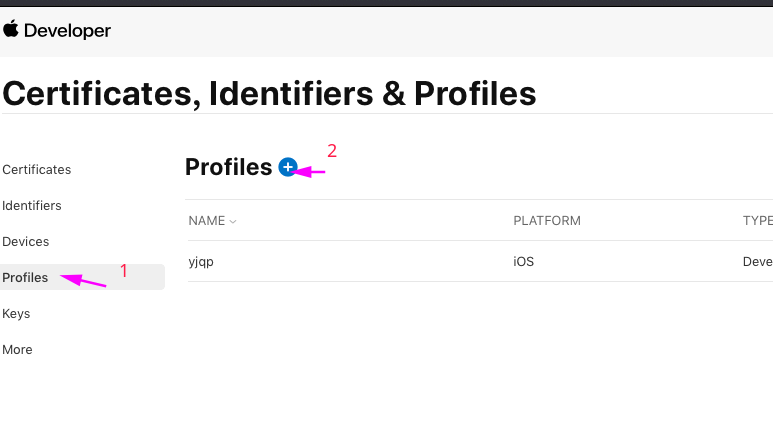 Developer
Certificates, Identifiers & Profiles
Certificates
Identifiers
Devices
Profiles
1
Keys
More
Profiles
2
NAME PLATFORM TYPE
yjqp iOS Deve